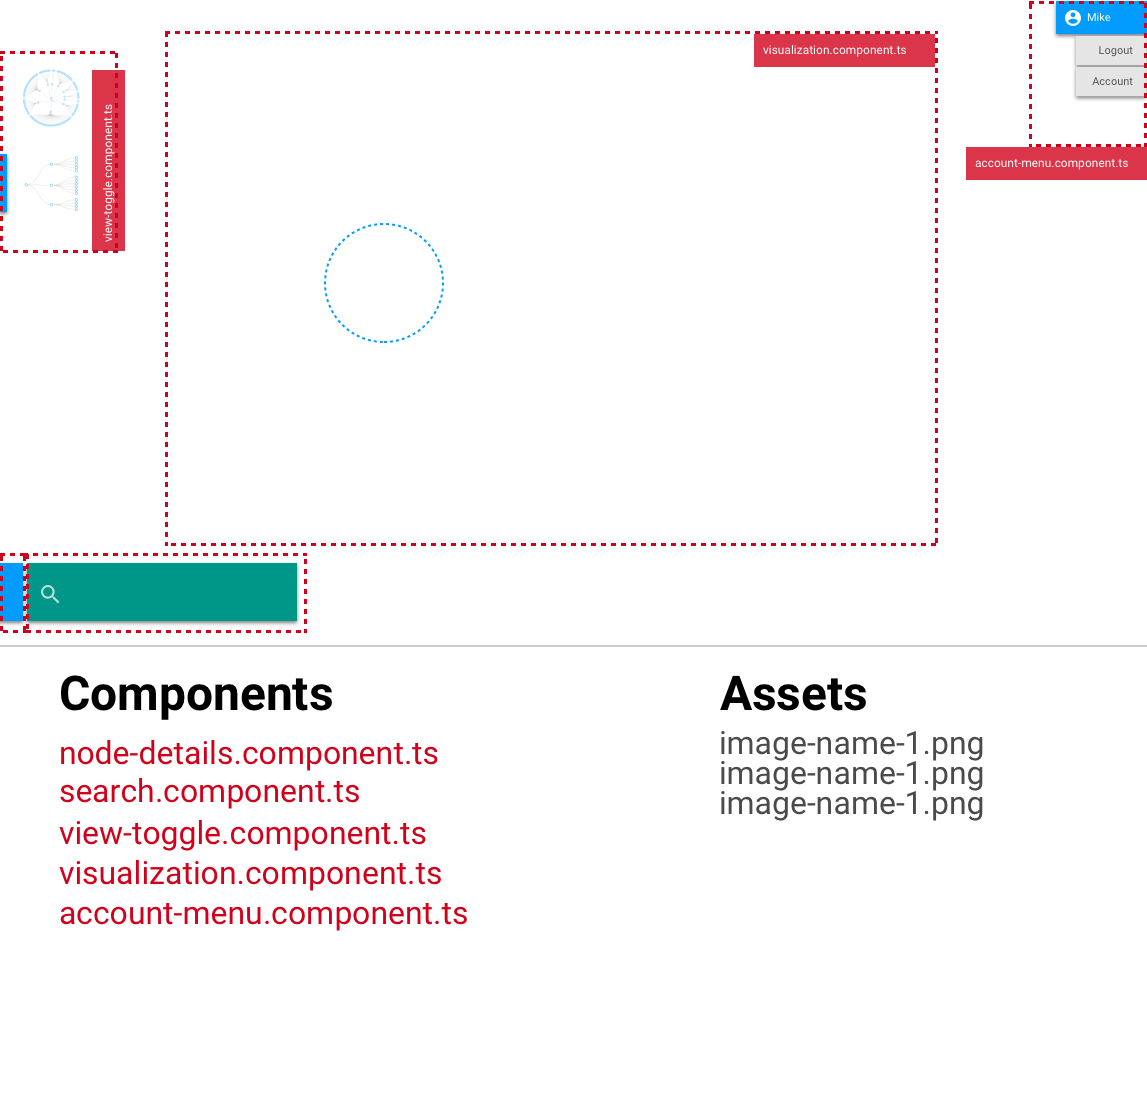 Mike
visualization.component.ts
Logout
Account
view-toggle.component.ts
account-menu.component.ts
Components
node-details.component.ts
search.component.ts
view-toggle.component.ts
visualization.component.ts
account-menu.component.ts
Assets
image-name-1.png
image-name-1.png
image-name-1.png